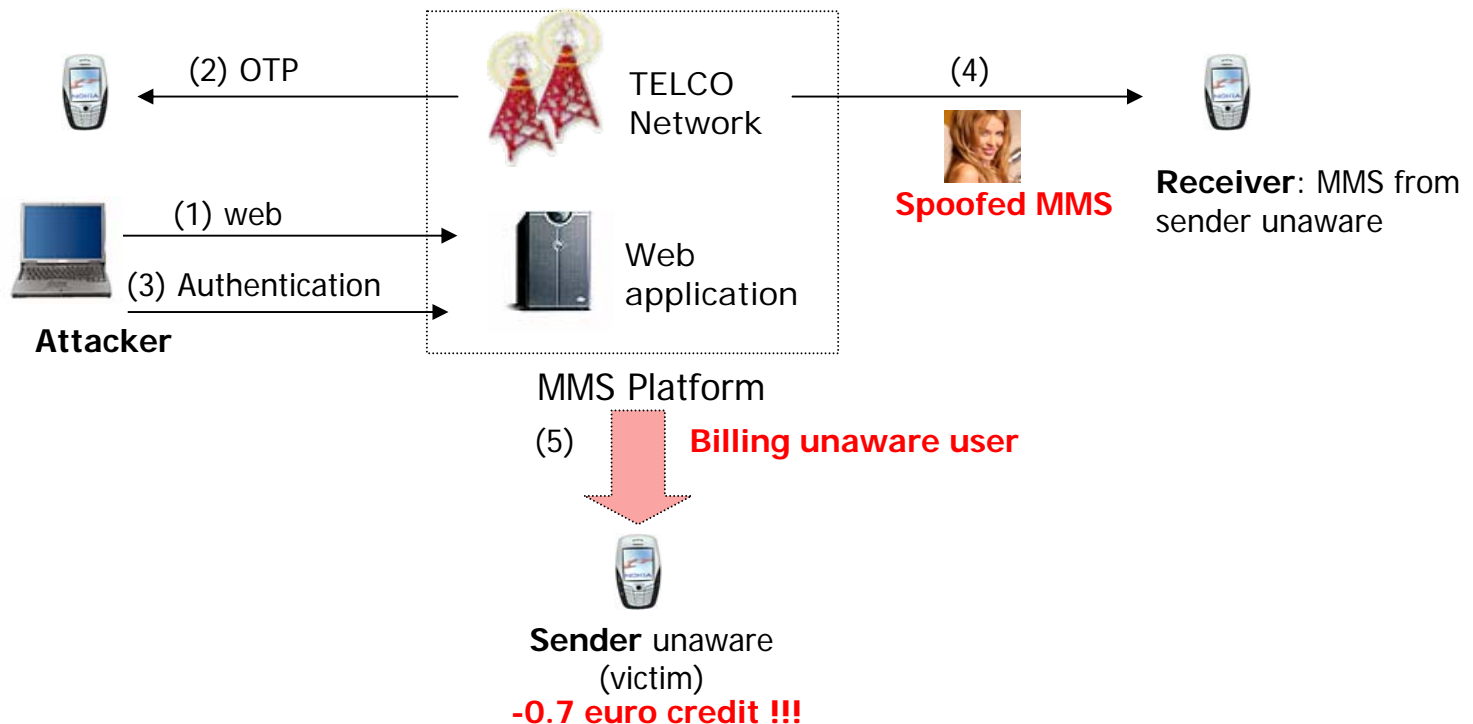 (2) OTP
TELCO
Network
(4)
Spoofed MMS
Receiver: MMS from
sender unaware
(1) web
(3) Authentication
Attacker
Web
application
MMS Platform
(5)
Billing unaware user
Sender unaware
(victim)
-0.7 euro credit !!!